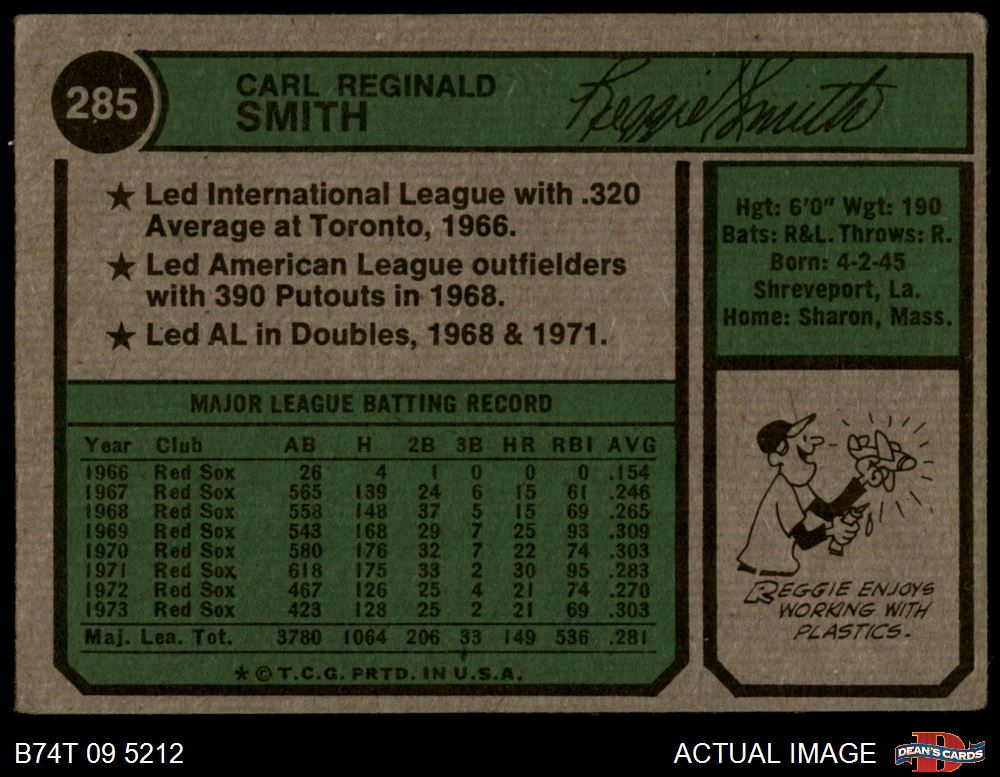 285
CARL REGINALD
SMITH
Reggie Smith
★ Led International League with .320
Average at Toronto, 1966.
★ Led American League outfielders
with 390 Putouts in 1968.
★ Led AL in Doubles, 1968 & 1971.
Hgt: 6'0" Wgt: 190
Bats: R&L. Throws: R.
Born: 4-2-45
Shreveport, La.
Home: Sharon, Mass.
MAJOR LEAGUE BATTING RECORD
Year Club AB H 2B 3B HR RBI AVG
1966 Red Sox 26 4 1 0 0 0 .154
1967 Red Sox 565 139 24 6 15 61 .246
1968 Red Sox 558 148 37 5 15 69 .265
1969 Red Sox 543 168 29 7 25 93 .309
1970 Red Sox 580 176 32 7 22 74 .303
1971 Red Sox 618 175 33 2 30 95 .283
1972 Red Sox 467 126 25 4 21 74 .270
1973 Red Sox 423 128 25 2 21 69 .303
Maj. Lea. Tot. 3780 1064 206 33 149 536 .281
* © T.C.G. PRTD. IN U.S.A.
REGGIE ENJOYS
WORKING WITH
PLASTICS.
B74T 09 5212
ACTUAL IMAGE
DEAN'S CARDS